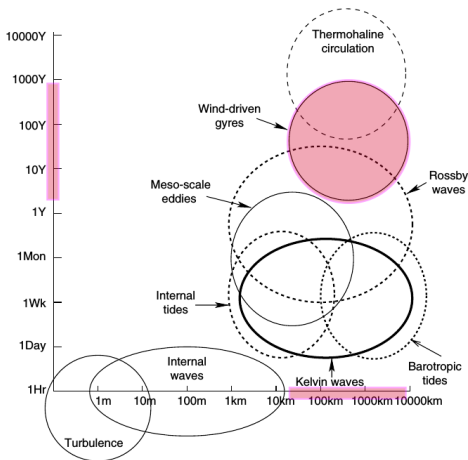 10000Y
Thermohaline
circulation
1000Y
Wind-driven
gyres
100Y
10Y
Rossby
waves
Meso-scale
eddies
1Y
1Mon
Internal
tides
1Wk
1Day
Internal
waves
Barotropic
tides
Kelvin waves
1Hr
1m
10m
100m
1km
10km
100km
1000km
10000km
Turbulence